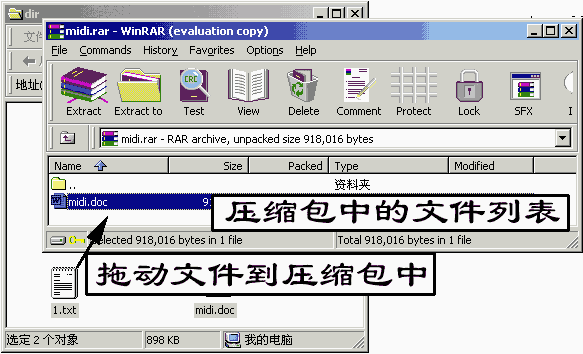 dir
midi.rar - WinRAR (evaluation copy)
文件
File Commands History Favorites Options Help
Extract Extract to Test View Delete Comment Protect Lock SFX
CRC
地址(
midi.rar - RAR archive, unpacked size 918,016 bytes
Name Size Packed Type Modified
.. 资料夹
midi.doc 91
压缩包中的文件列表
Selected 918,016 bytes in 1 file Total 918,016 bytes in 1 file
拖动文件到压缩包中
1.txt midi.doc
选定 2 个对象 898 KB 我的电脑